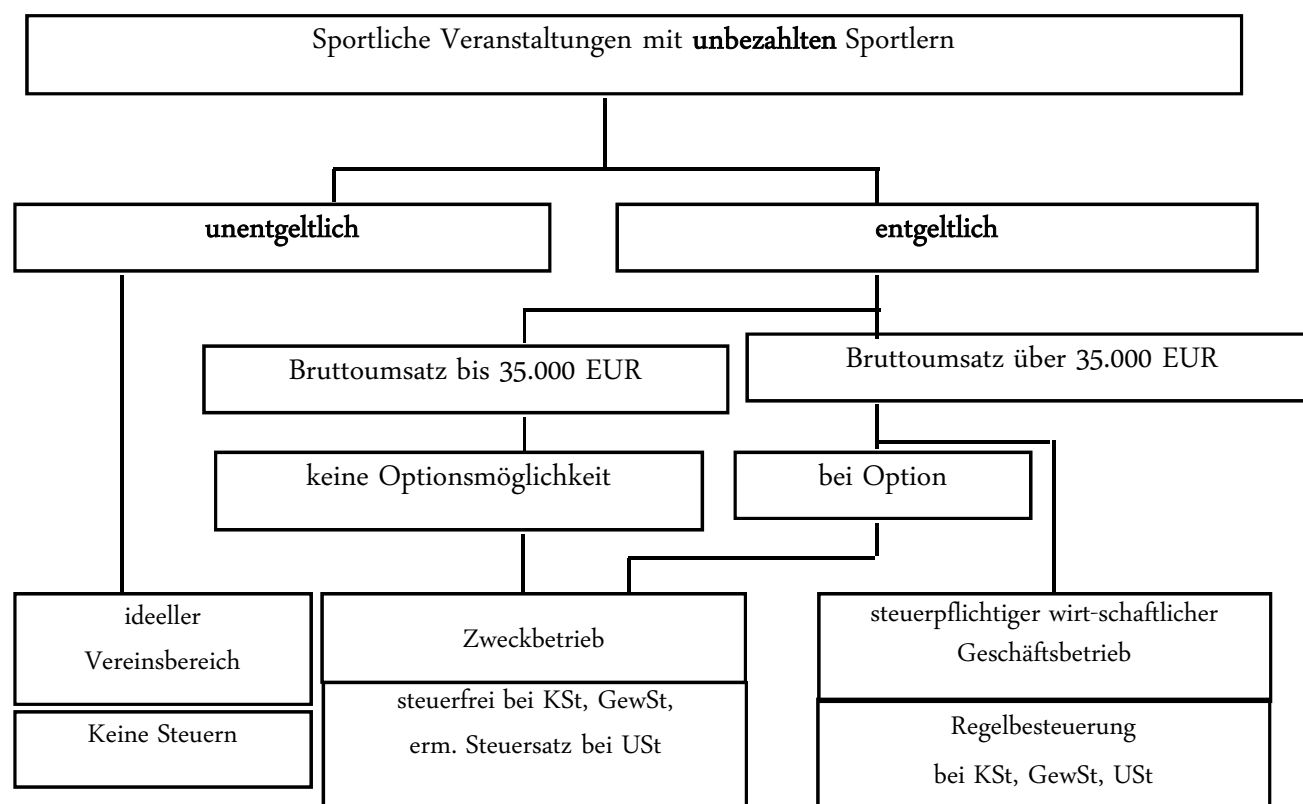 Sportliche Veranstaltungen mit unbezahlten Sportlern
unentgeltlich
entgeltlich
Bruttoumsatz bis 35.000 EUR
Bruttoumsatz über 35.000 EUR
keine Optionsmöglichkeit
bei Option
ideeller
Vereinsbereich
Keine Steuern
Zweckbetrieb
steuerfrei bei KSt, GewSt,
erm. Steuersatz bei USt
steuerpflichtiger wirt-schaftlicher
Geschäftsbetrieb
Regelbesteuerung
bei KSt, GewSt, USt